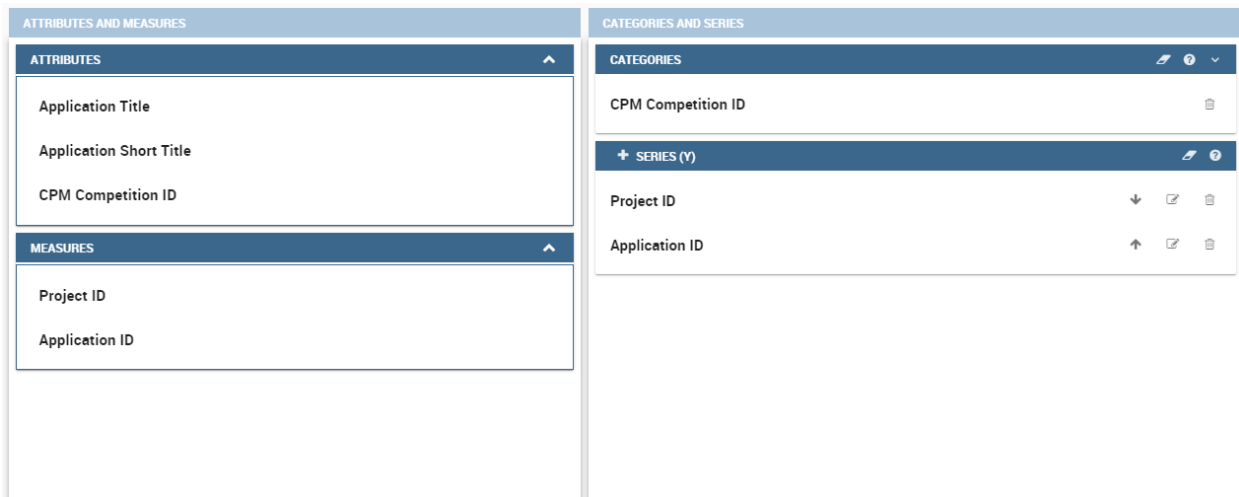 ATTRIBUTES AND MEASURES
ATTRIBUTES
Application Title
Application Short Title
CPM Competition ID
MEASURES
Project ID
Application ID
CATEGORIES AND SERIES
CATEGORIES
CPM Competition ID
SERIES (Y)
Project ID
Application ID